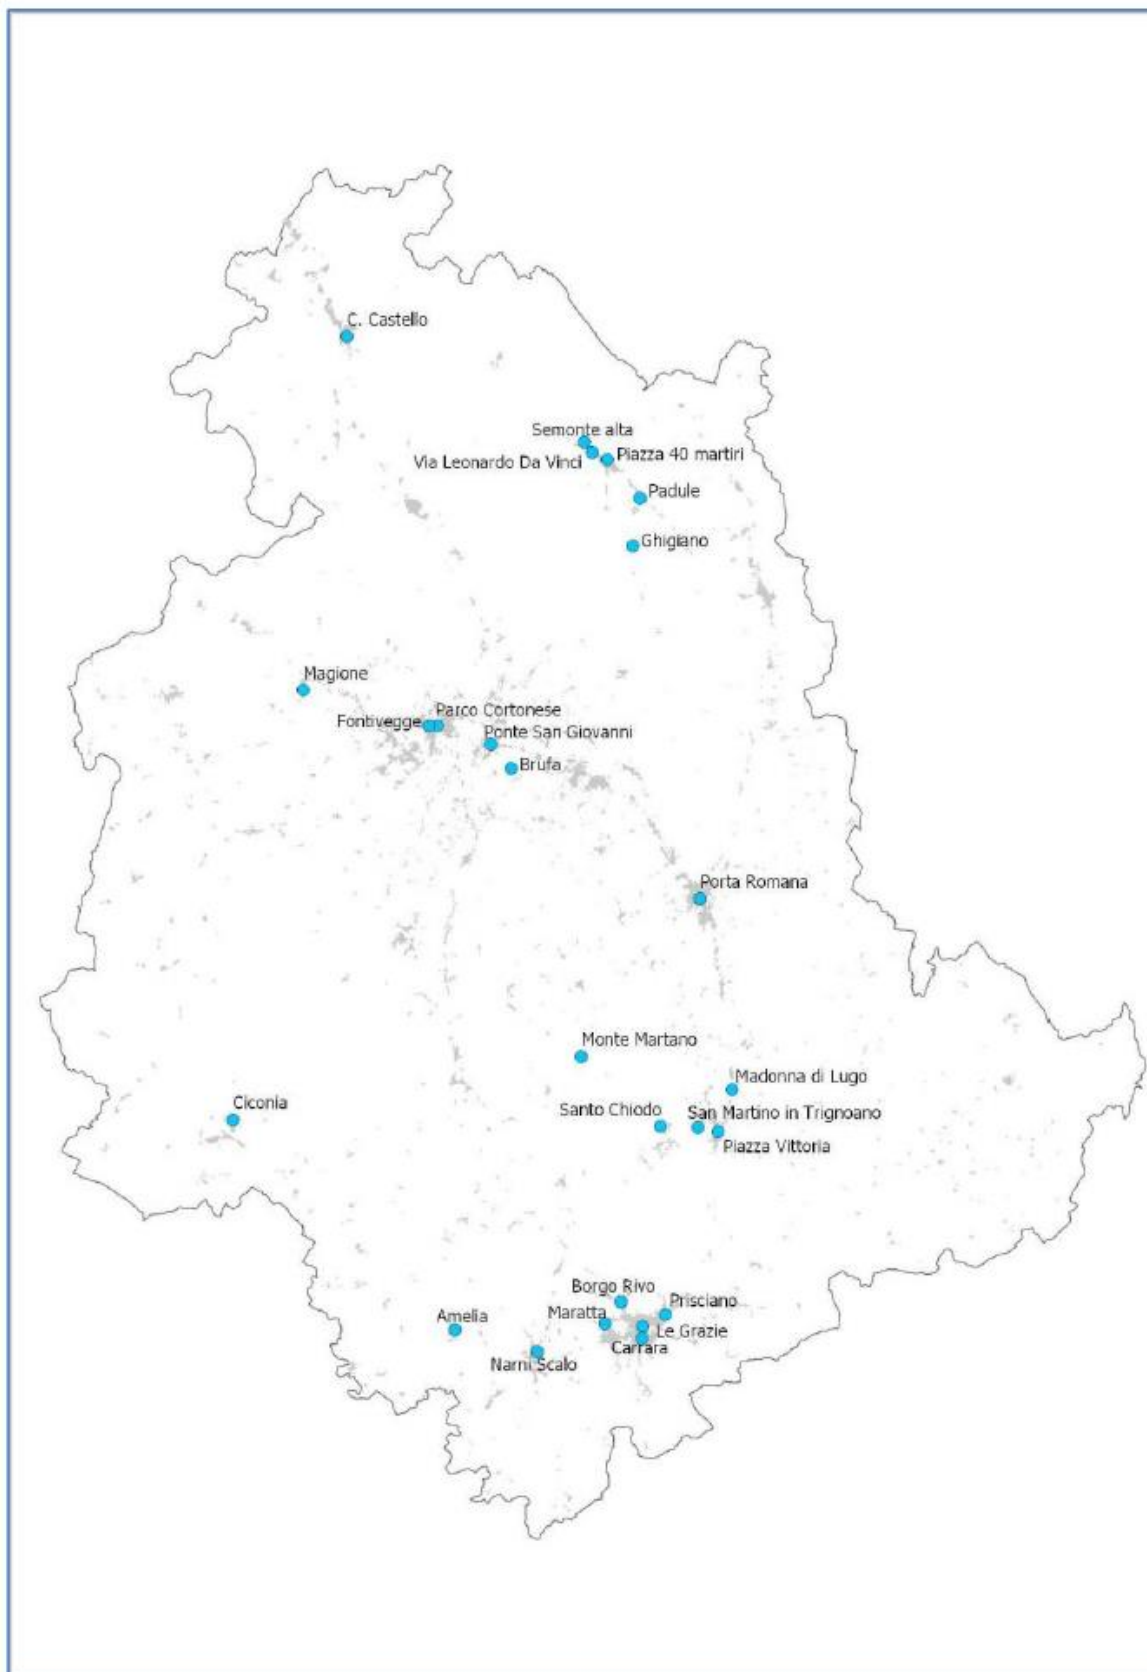 C. Castello
Semonte alta
Via Leonardo Da Vinci
Piazza 40 martiri
Padule
Ghigiano
Magione
Parco Cortonese
Fontivegge
Ponte San Giovanni
Brufa
Porta Romana
Monte Martano
Madonna di Lugo
Ciconia
Santo Chiodo
San Martino in Trignoano
Piazza Vittoria
Borgo Rivo
Prisciano
Maratta
Amelia
Le Grazie
Carrara
Narni Scalo